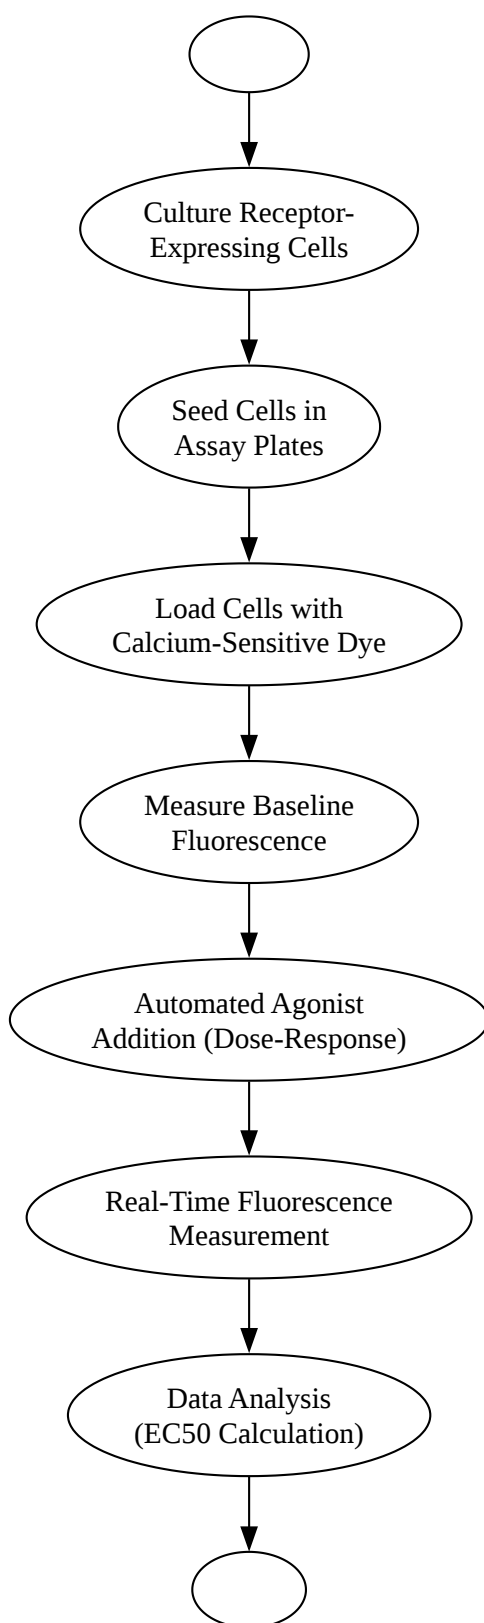 Culture Receptor-
Expressing Cells
Seed Cells in
Assay Plates
Load Cells with
Calcium-Sensitive Dye
Measure Baseline
Fluorescence
Automated Agonist
Addition (Dose-Response)
Real-Time Fluorescence
Measurement
Data Analysis
(EC50 Calculation)